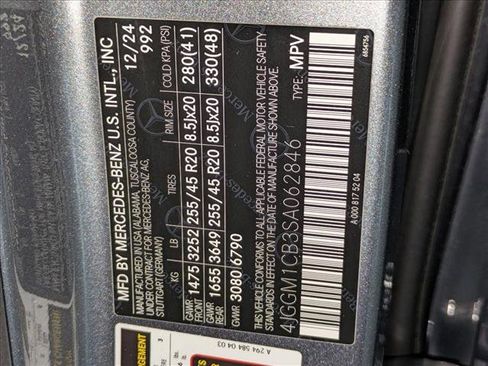 MFD BY MERCEDES-BENZ U.S. INTL., INC
MANUFACTURED IN USA (ALABAMA, TUSCALOOSA COUNTY)
UNDER CONTRACT FOR MERCEDES-BENZ AG,
STUTTGART (GERMANY)
12/24
992
KG LB TIRES RIM SIZE COLD KPA (PSI)
GAWR FRONT 1475 3252 255/45 R20 8.5Jx20 280(41)
GAWR REAR 1655 3649 255/45 R20 8.5Jx20 330(48)
GVWR 3080 6790
THIS VEHICLE CONFORMS TO ALL APPLICABLE FEDERAL MOTOR VEHICLE SAFETY
STANDARDS IN EFFECT ON THE DATE OF MANUFACTURE SHOWN ABOVE.
4JGGM1CB3SA062846 TYPE: MPV
A 000 817 52 04
A 294 584 04 03